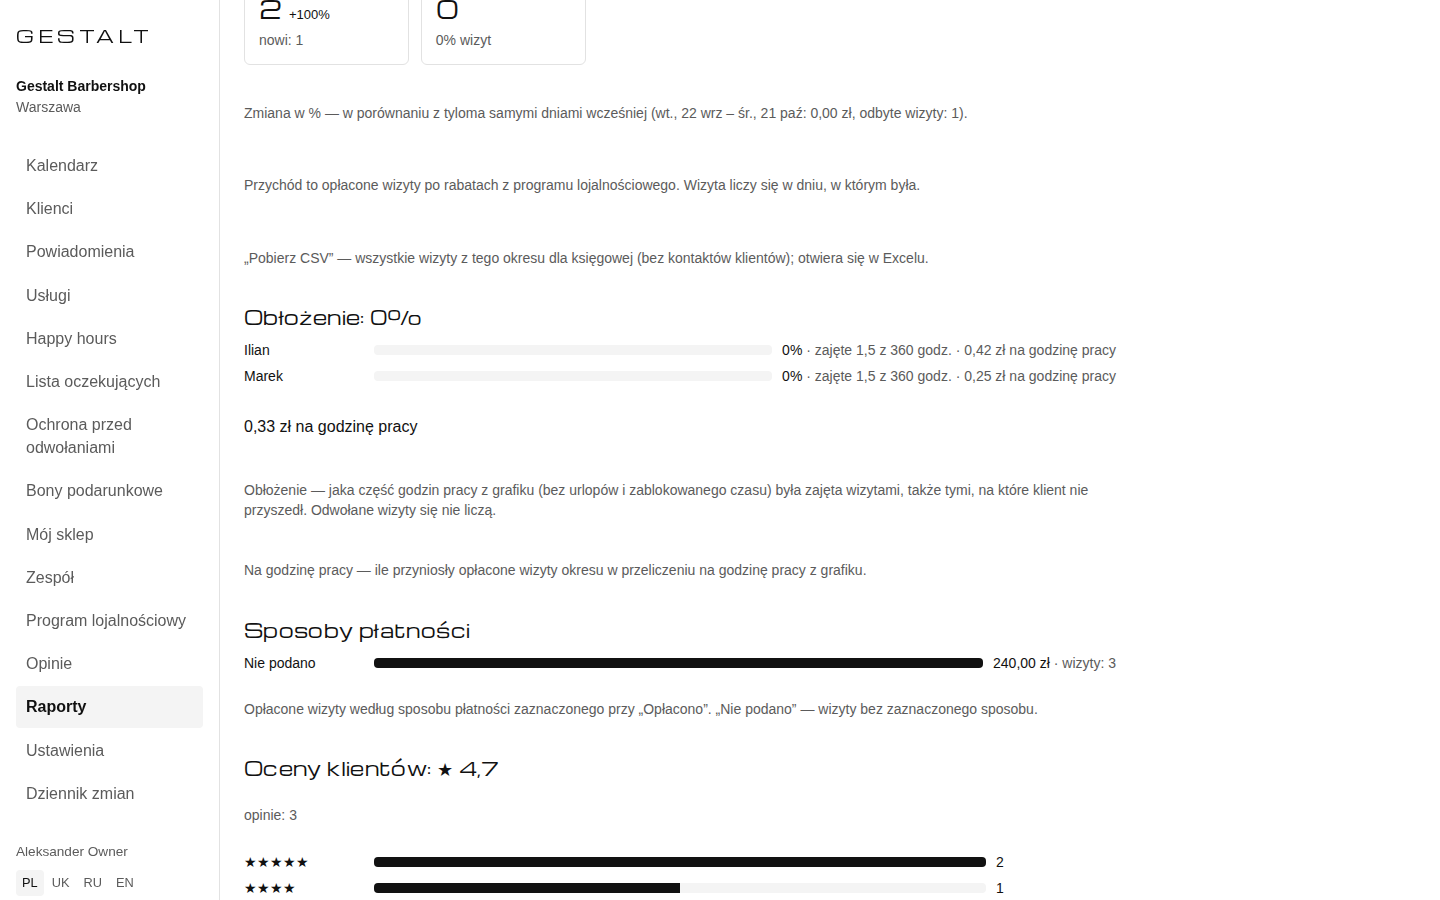 GESTALT
Gestalt Barbershop
Warszawa
Kalendarz
Klienci
Powiadomienia
Usługi
Happy hours
Lista oczekujących
Ochrona przed
odwołaniami
Bony podarunkowe
Mój sklep
Zespół
Program lojalnościowy
Opinie
Raporty
Ustawienia
Dziennik zmian
Aleksander Owner
PL UK RU EN
2 +100%
nowi: 1
0
0% wizyt
Zmiana w % — w porównaniu z tyloma samymi dniami wcześniej (wt., 22 wrz – śr., 21 paź: 0,00 zł, odbyte wizyty: 1).
Przychód to opłacone wizyty po rabatach z programu lojalnościowego. Wizyta liczy się w dniu, w którym była.
„Pobierz CSV” — wszystkie wizyty z tego okresu dla księgowej (bez kontaktów klientów); otwiera się w Excelu.
Obłożenie: 0%
Ilian 0% · zajęte 1,5 z 360 godz. · 0,42 zł na godzinę pracy
Marek 0% · zajęte 1,5 z 360 godz. · 0,25 zł na godzinę pracy
0,33 zł na godzinę pracy
Obłożenie — jaka część godzin pracy z grafiku (bez urlopów i zablokowanego czasu) była zajęta wizytami, także tymi, na które klient nie
przyszedł. Odwołane wizyty się nie liczą.
Na godzinę pracy — ile przyniosły opłacone wizyty okresu w przeliczeniu na godzinę pracy z grafiku.
Sposoby płatności
Nie podano 240,00 zł · wizyty: 3
Opłacone wizyty według sposobu płatności zaznaczonego przy „Opłacono”. „Nie podano” — wizyty bez zaznaczonego sposobu.
Oceny klientów: ★ 4,7
opinie: 3
★★★★★ 2
★★★★ 1